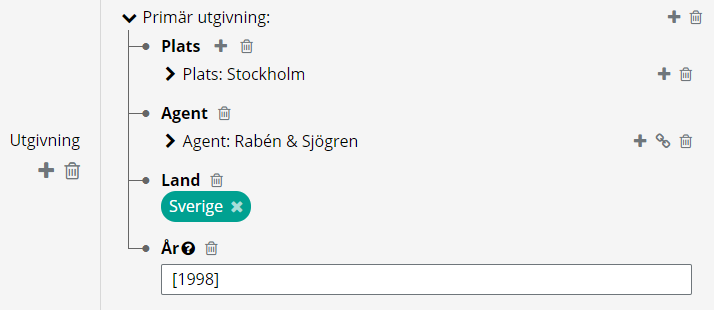 Primär utgivning:
Plats
Plats: Stockholm
Agent
Agent: Rabén & Sjögren
Utgivning
Land
Sverige
År
[1998]